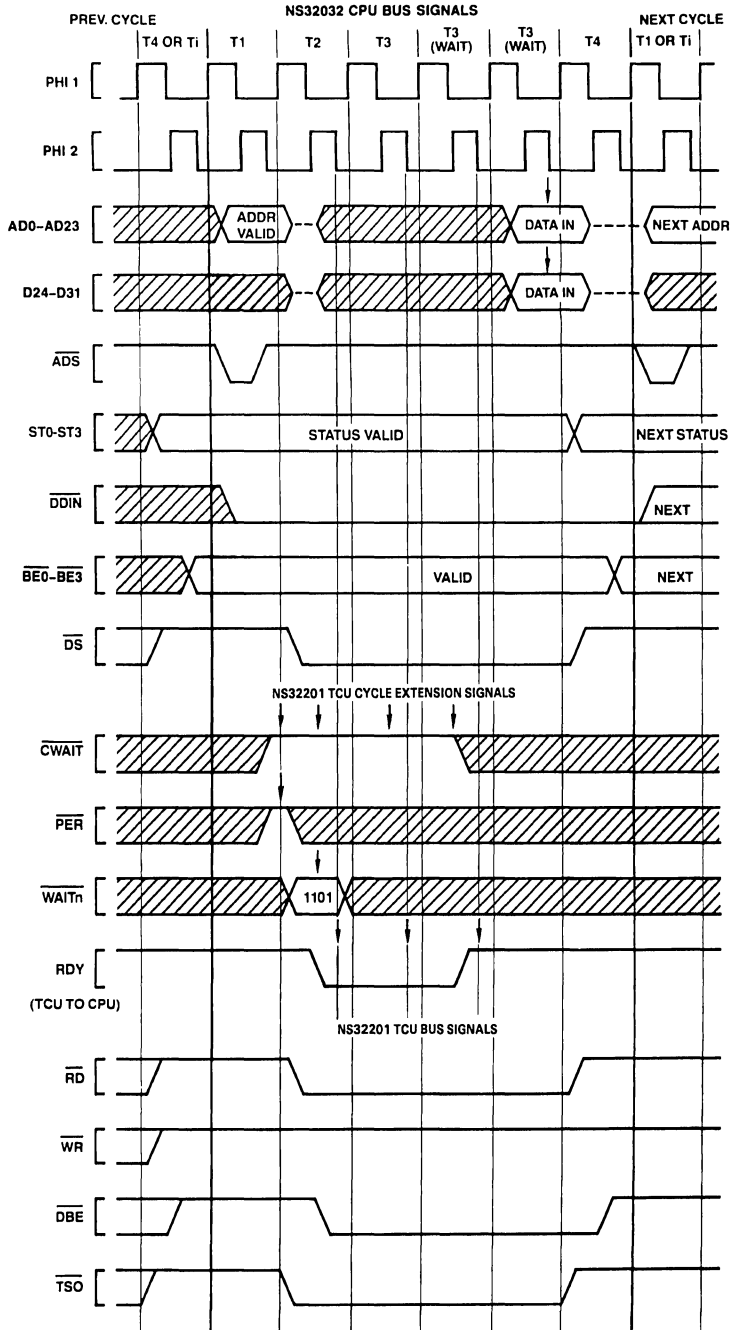 NS32032 CPU BUS SIGNALS
PREV. CYCLE
NEXT CYCLE
T4 OR Ti
T1
T2
T3
T3 (WAIT)
T3 (WAIT)
T4
T1 OR Ti
PHI 1
PHI 2
AD0-AD23
ADDR VALID
DATA IN
NEXT ADDR
D24-D31
DATA IN
ADS
ST0-ST3
STATUS VALID
NEXT STATUS
DDIN
NEXT
BE0-BE3
VALID
NEXT
DS
NS32201 TCU CYCLE EXTENSION SIGNALS
CWAIT
PER
WAITn
1101
RDY
(TCU TO CPU)
NS32201 TCU BUS SIGNALS
RD
WR
DBE
TSO